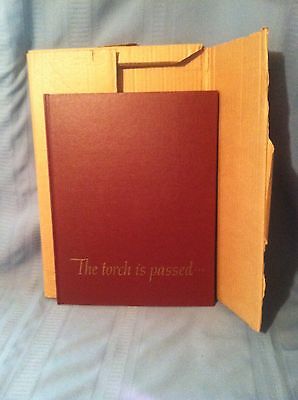 The torch is passed...